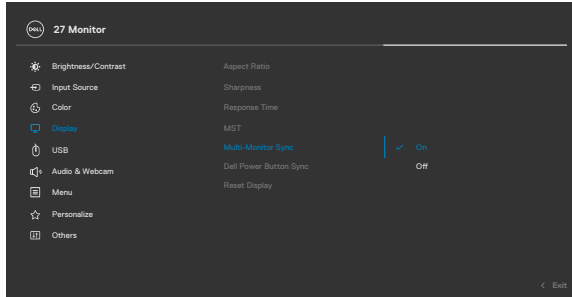 DELL 27 Monitor
Brightness/Contrast Aspect Ratio
Input Source Sharpness
Color Response Time
Display MST
USB Multi-Monitor Sync On
Audio & Webcam Dell Power Button Sync Off
Menu Reset Display
Personalize
Others
< Exit